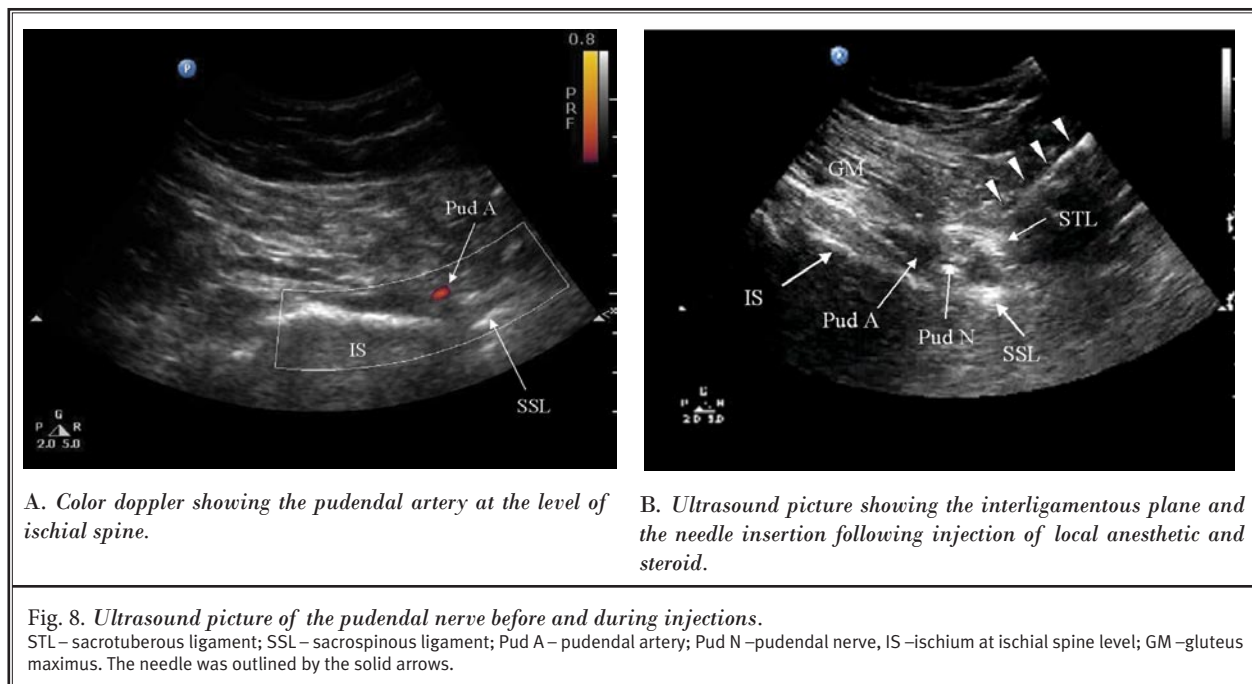 0.8
P
R
F
Pud A
IS
SSL
G
P R
2.0 5.0
GM
STL
IS
Pud A
Pud N
SSL
A. Color doppler showing the pudendal artery at the level of
ischial spine.
B. Ultrasound picture showing the interligamentous plane and
the needle insertion following injection of local anesthetic and
steroid.
Fig. 8. Ultrasound picture of the pudendal nerve before and during injections.
STL – sacrotuberous ligament; SSL – sacrospinous ligament; Pud A – pudendal artery; Pud N –pudendal nerve, IS –ischium at ischial spine level; GM –gluteus
maximus. The needle was outlined by the solid arrows.